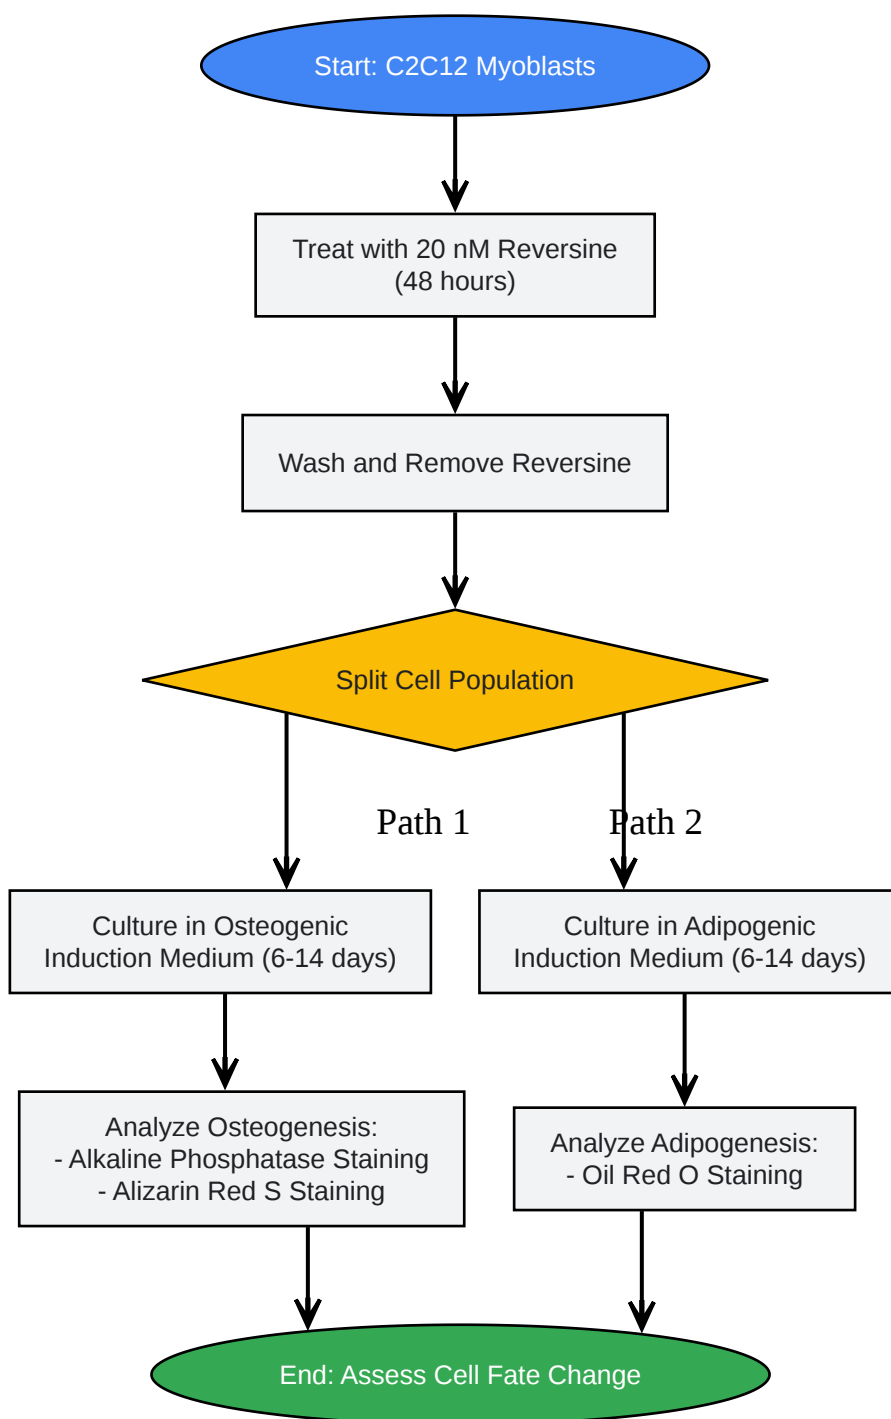 Start: C2C12 Myoblasts
Treat with 20 nM Reversine
(48 hours)
Wash and Remove Reversine
Split Cell Population
Path 1
Path 2
Culture in Osteogenic
Induction Medium (6-14 days)
Culture in Adipogenic
Induction Medium (6-14 days)
Analyze Osteogenesis:
- Alkaline Phosphatase Staining
- Alizarin Red S Staining
Analyze Adipogenesis:
- Oil Red O Staining
End: Assess Cell Fate Change